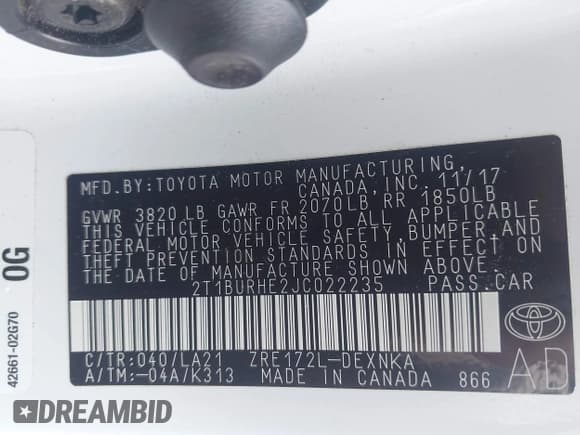 MFD.BY:TOYOTA MOTOR MANUFACTURING,
CANADA, INC. 11/17
GVWR 3820 LB GAWR FR 2070LB RR 1850LB
THIS VEHICLE CONFORMS TO ALL APPLICABLE
FEDERAL MOTOR VEHICLE SAFETY, BUMPER, AND
THEFT PREVENTION STANDARDS IN EFFECT ON
THE DATE OF MANUFACTURE SHOWN ABOVE.
2T1BURHE2JC022235 PASS.CAR
C/TR:040/LA21 ZRE172L-DEXNKA
A/TM:-04A/K313 MADE IN CANADA 866
AD
0G
42661-02G70
DREAMBID